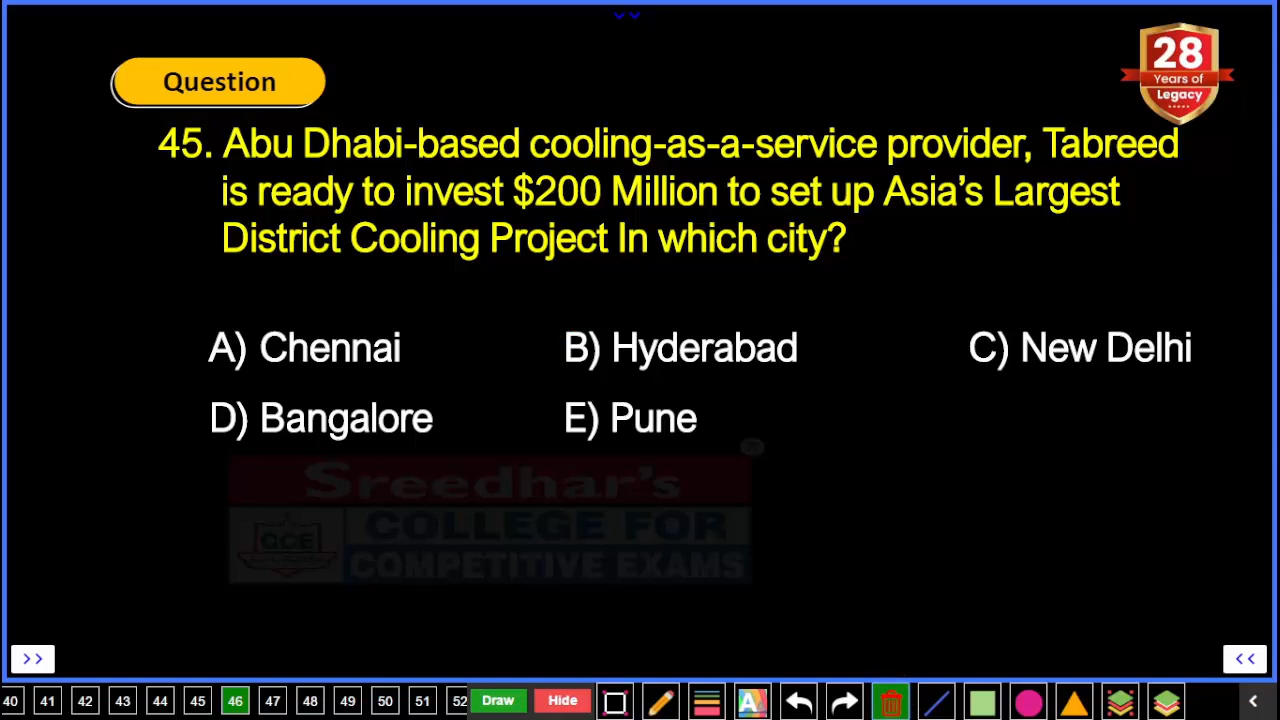 28
Years of
Legacy
Question
45. Abu Dhabi-based cooling-as-a-service provider, Tabreed
is ready to invest $200 Million to set up Asia’s Largest
District Cooling Project In which city?
A) Chennai B) Hyderabad C) New Delhi
D) Bangalore E) Pune
Sreedhar's
CCE COLLEGE FOR
COMPETITIVE EXAMS
>> <<
40 41 42 43 44 45 46 47 48 49 50 51 52 Draw Hide A <